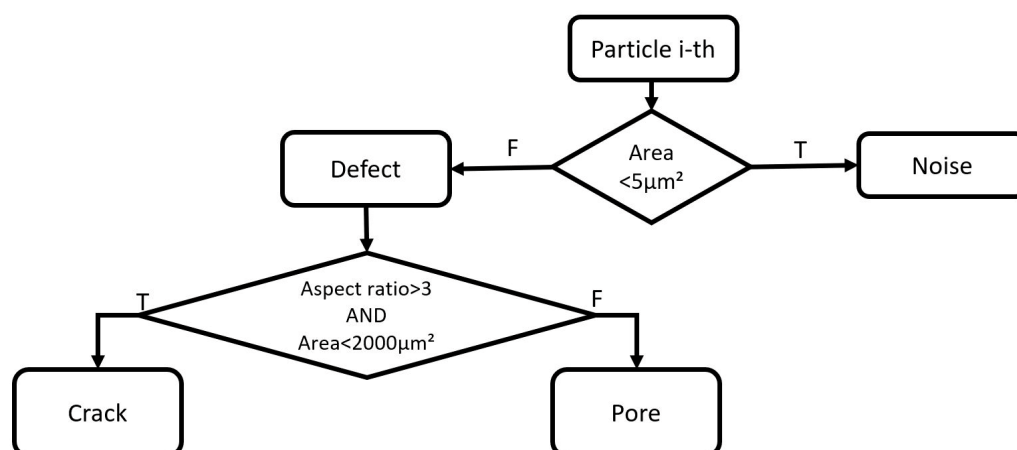 Particle i-th
Area
<5µm²
F
T
Defect
Noise
Aspect ratio>3
AND
Area<2000µm²
T
F
Crack
Pore